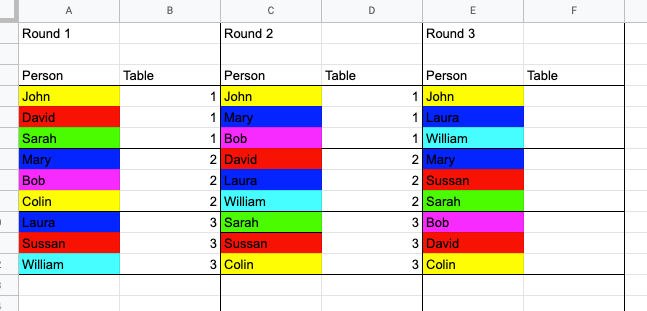 A B C D E F
Round 1 Round 2 Round 3
Person Table Person Table Person Table
John 1 John 1 John
David 1 Mary 1 Laura
Sarah 1 Bob 1 William
Mary 2 David 2 Mary
Bob 2 Laura 2 Sussan
Colin 2 William 2 Sarah
Laura 3 Sarah 3 Bob
Sussan 3 Sussan 3 David
William 3 Colin 3 Colin